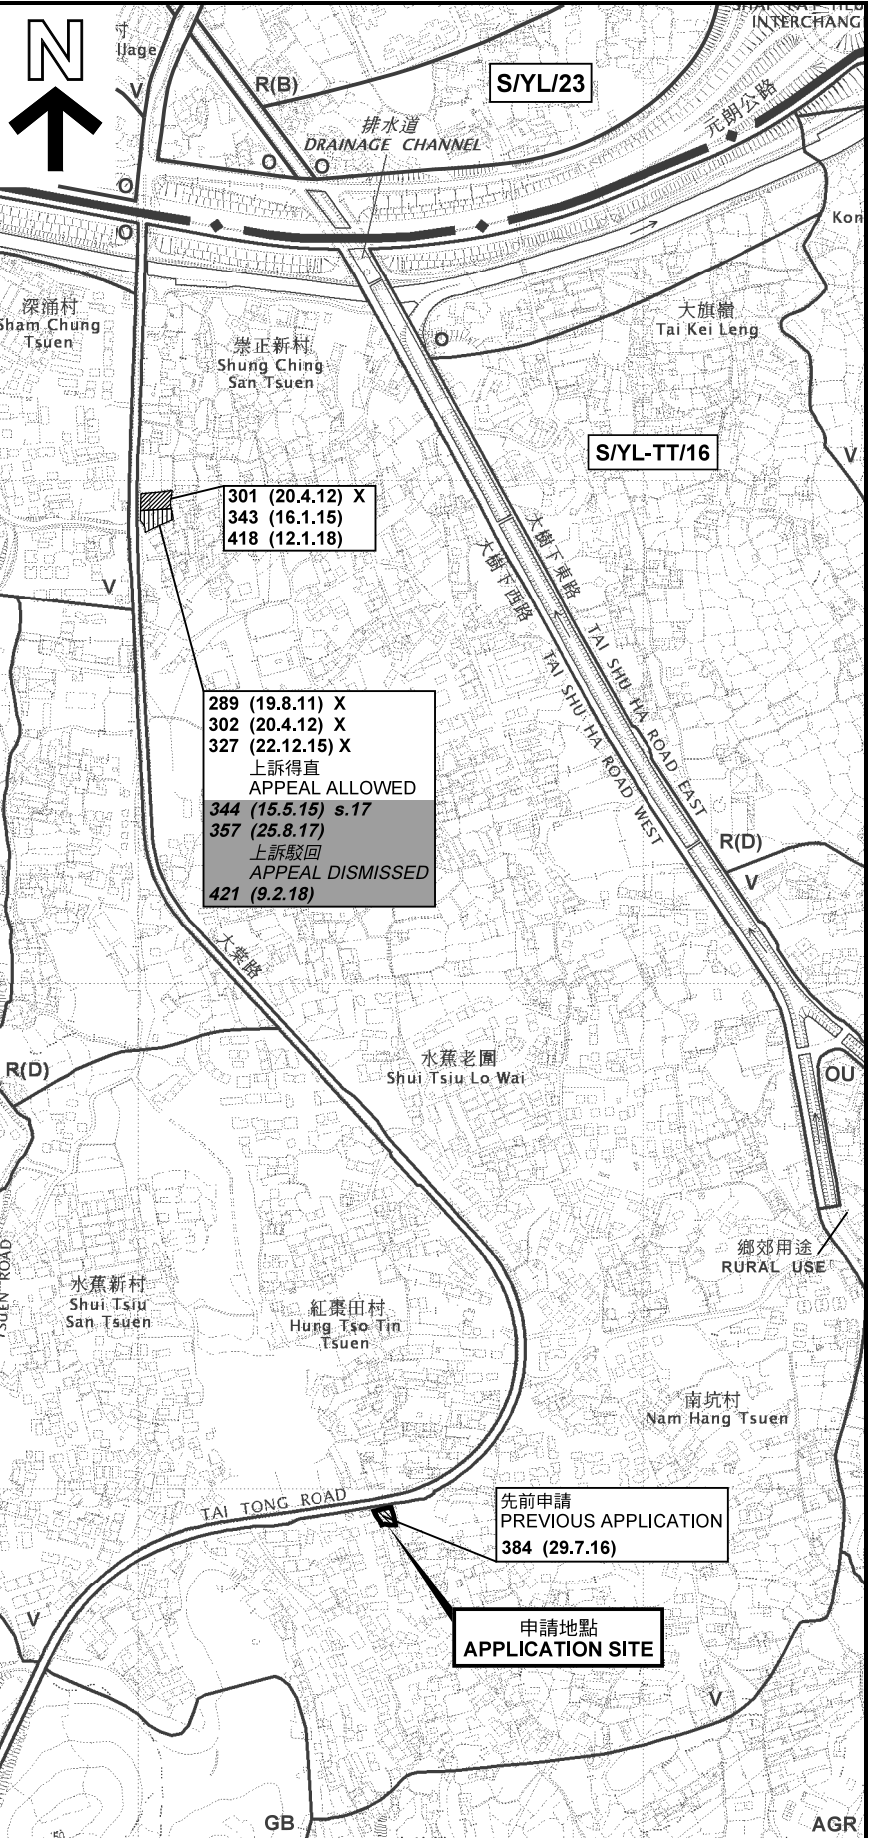 N
村
llage
V
R(B)
S/YL/23
INTERCHANG
元朗公路
排水道
DRAINAGE CHANNEL
O
O
O
O
Kon
深涌村
Sham Chung
Tsuen
崇正新村
Shung Ching
San Tsuen
O
大旗嶺
Tai Kei Leng
S/YL-TT/16
V
301 (20.4.12) X
343 (16.1.15)
418 (12.1.18)
大樹下東路
TAI SHU HA ROAD EAST
大樹下西路
TAI SHU HA ROAD WEST
V
289 (19.8.11) X
302 (20.4.12) X
327 (22.12.15) X
上訴得直
APPEAL ALLOWED
344 (15.5.15) s.17
357 (25.8.17)
上訴駁回
APPEAL DISMISSED
421 (9.2.18)
R(D)
V
大棠路
R(D)
水蕉老圍
Shui Tsiu Lo Wai
OU
鄉郊用途
RURAL USE
TSUEN ROAD
水蕉新村
Shui Tsiu
San Tsuen
紅棗田村
Hung Tso Tin
Tsuen
南坑村
Nam Hang Tsuen
TAI TONG ROAD
先前申請
PREVIOUS APPLICATION
384 (29.7.16)
申請地點
APPLICATION SITE
V
V
GB
AGR
50